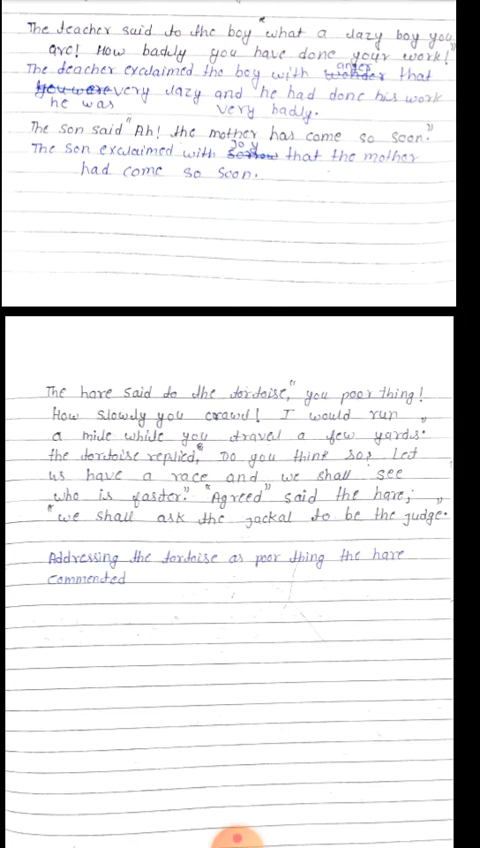 The teacher said to the boy "what a lazy boy you
are! How badly you have done your work!"
The teacher exclaimed the boy with wonder anger that
you were very lazy and he had done his work
he was very badly.
The son said "Ah! the mother has come so soon."
The son exclaimed with sorrow joy that the mother
had come so soon.
The hare said to the tortoise, "you poor thing!
How slowly you crawl! I would run
a mile while you travel a few yards."
the tortoise replied, "Do you think so? Let
us have a race and we shall see
who is faster." "Agreed" said the hare;
"we shall ask the jackal to be the judge."
Addressing the tortoise as poor thing the hare
commented